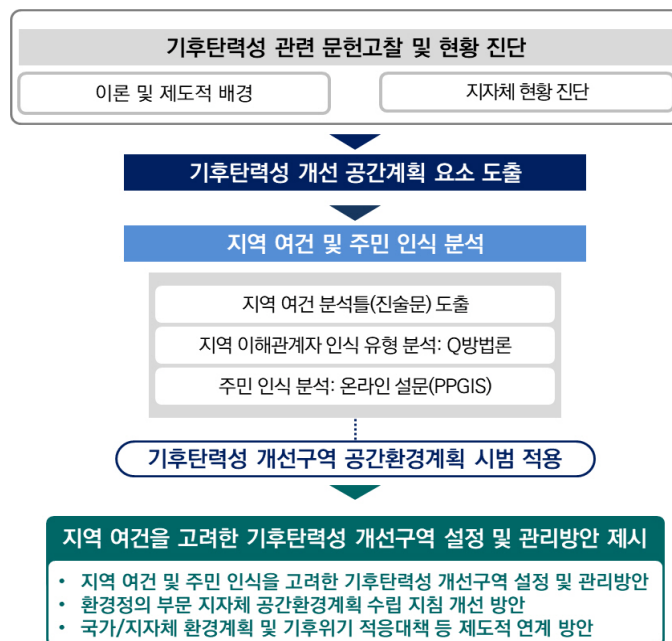 기후탄력성 관련 문헌고찰 및 현황 진단
이론 및 제도적 배경
지자체 현황 진단
기후탄력성 개선 공간계획 요소 도출
지역 여건 및 주민 인식 분석
지역 여건 분석틀(진술문) 도출
지역 이해관계자 인식 유형 분석: Q방법론
주민 인식 분석: 온라인 설문(PPGIS)
기후탄력성 개선구역 공간환경계획 시범 적용
지역 여건을 고려한 기후탄력성 개선구역 설정 및 관리방안 제시
• 지역 여건 및 주민 인식을 고려한 기후탄력성 개선구역 설정 및 관리방안
• 환경정의 부문 지자체 공간환경계획 수립 지침 개선 방안
• 국가/지자체 환경계획 및 기후위기 적응대책 등 제도적 연계 방안